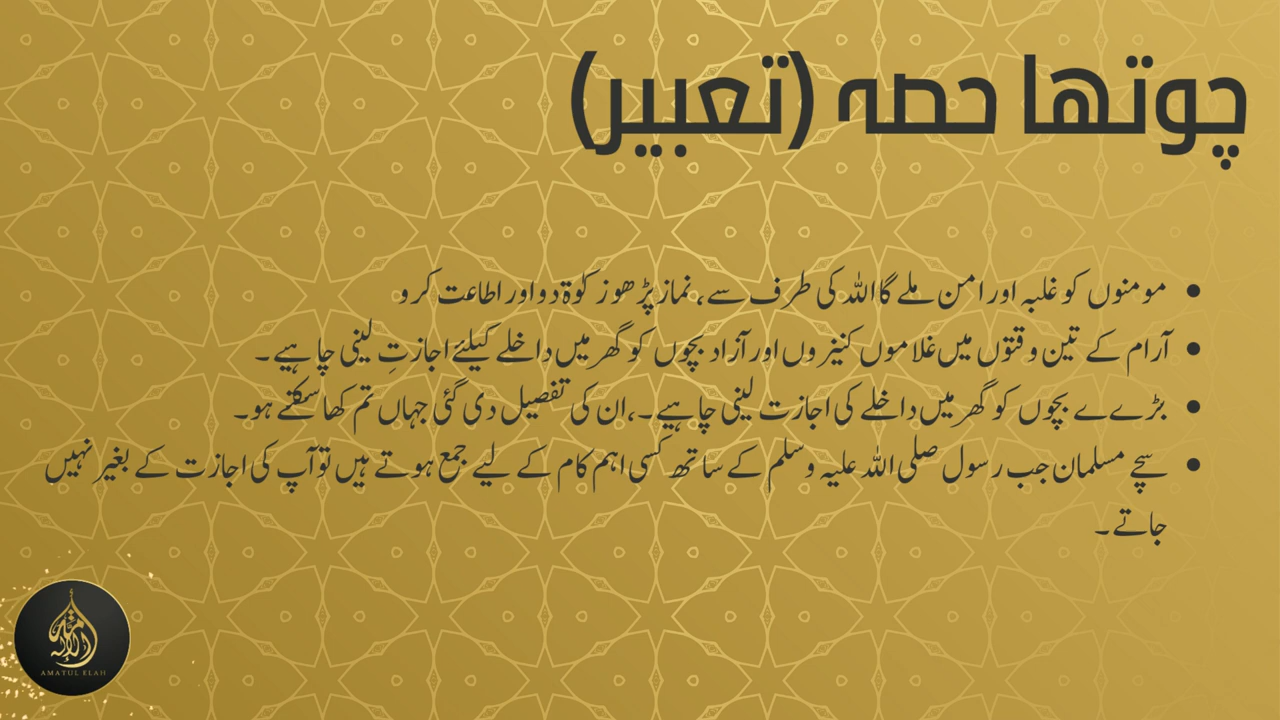 چوتھا حصہ (تعبیر)
• مومنوں کو غلبہ اور امن ملے گا اللہ کی طرف سے، نماز پڑھو زکوٰۃ دو اور اطاعت کرو
• آرام کے تین وقتوں میں غلاموں کنیزوں اور آزاد بچوں کو گھر میں داخلے کیلئے اجازتِ لینی چاہیے۔
• بڑےے بچوں کو گھر میں داخلے کی اجازت لینی چاہیے۔،ان کی تفصیل دی گئی جہاں تم کھا سکتے ہو۔
• سچے مسلمان جب رسول صلی اللہ علیہ وسلم کے ساتھ کسی اہم کام کے لیے جمع ہوتے ہیں تو آپ کی اجازت کے بغیر نہیں
جاتے۔
AMATUL ELAH